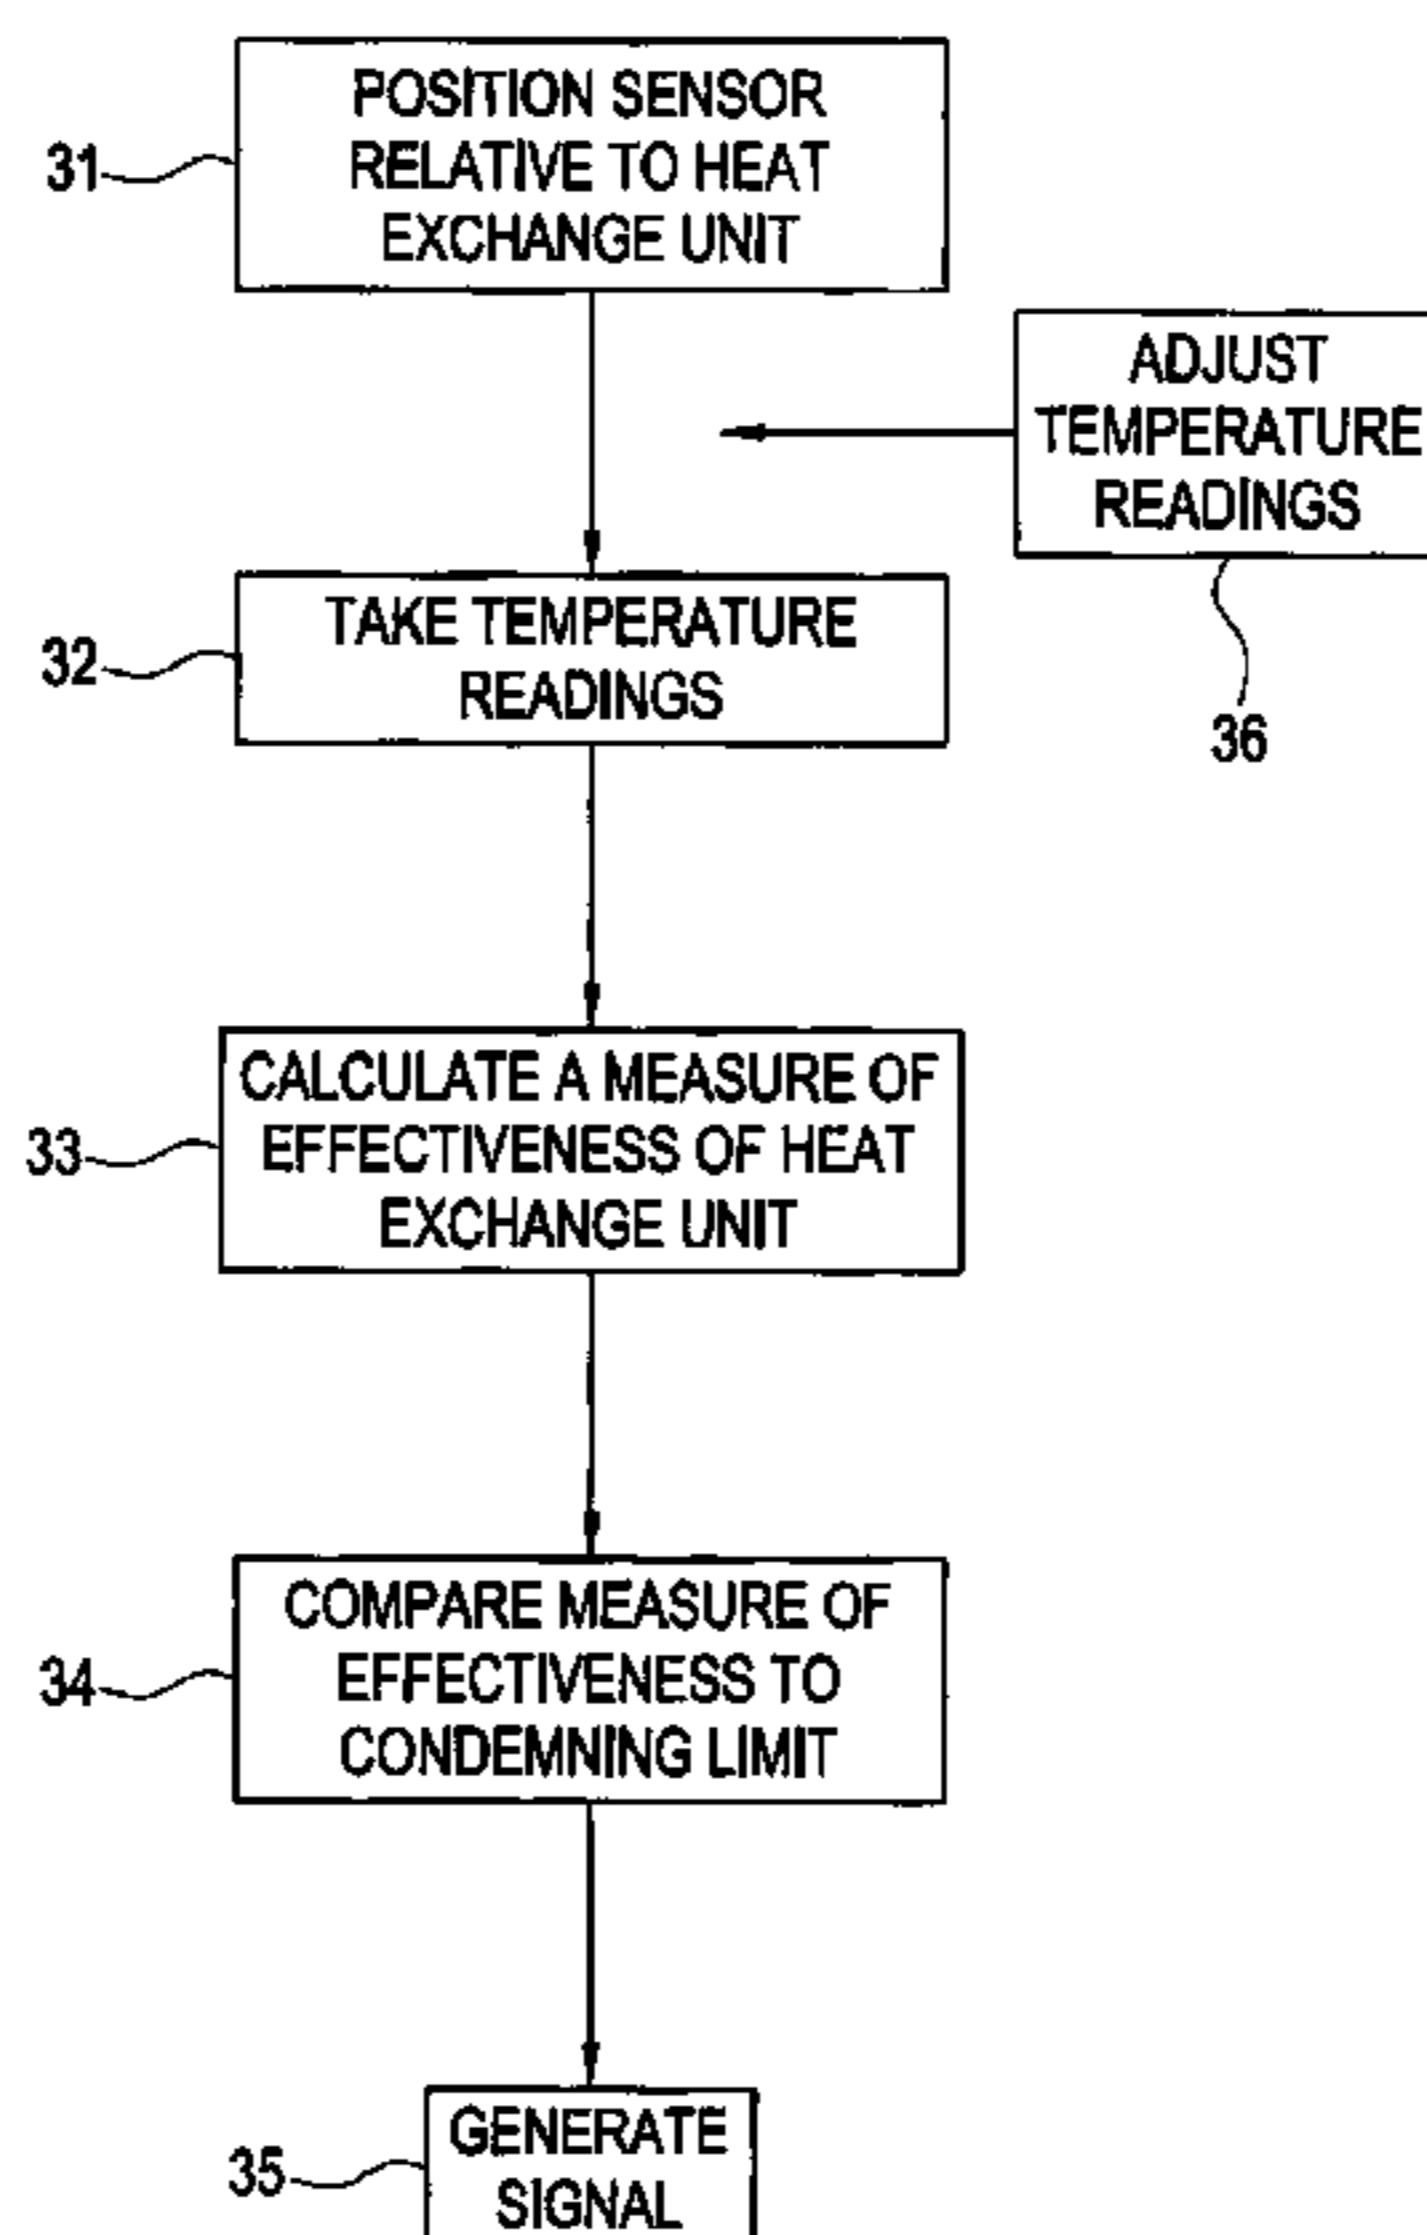 POSITION SENSOR
RELATIVE TO HEAT
EXCHANGE UNIT
31
ADJUST
TEMPERATURE
READINGS
36
TAKE TEMPERATURE
READINGS
32
CALCULATE A MEASURE OF
EFFECTIVENESS OF HEAT
EXCHANGE UNIT
33
COMPARE MEASURE OF
EFFECTIVENESS TO
CONDEMNING LIMIT
34
GENERATE
SIGNAL
35